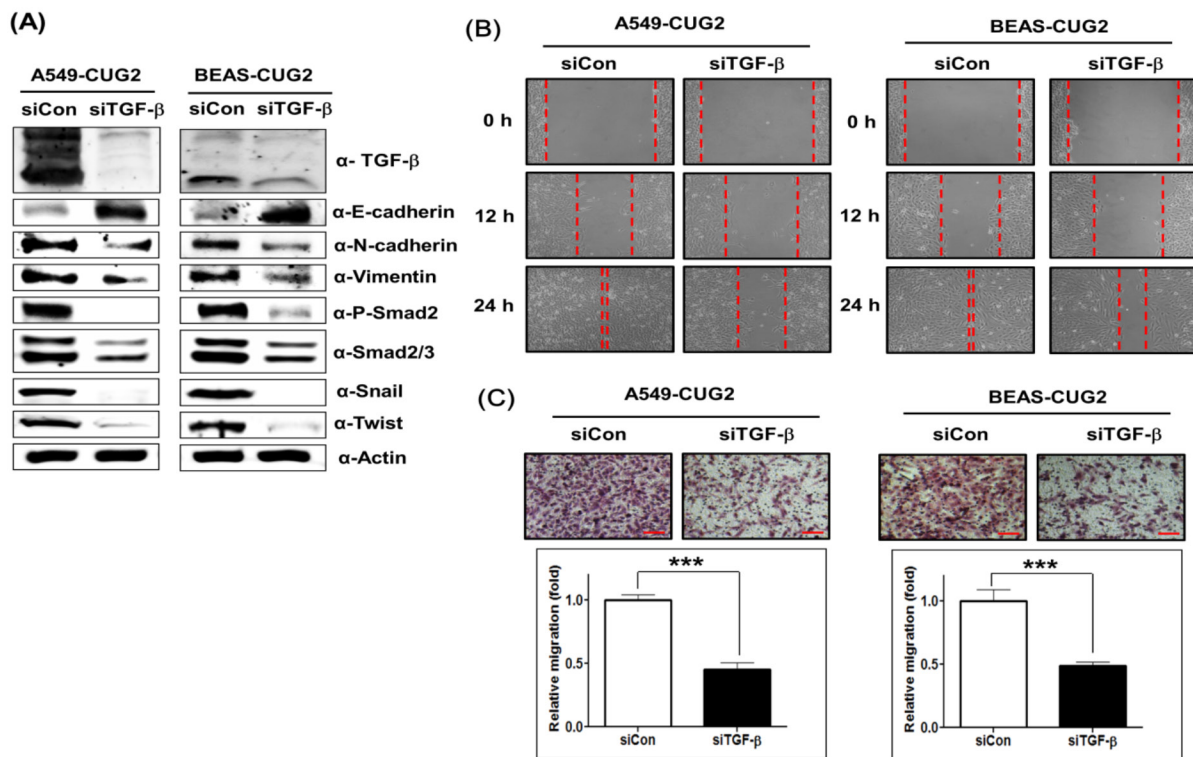 (A)
A549-CUG2 BEAS-CUG2
siCon siTGF-β siCon siTGF-β
α- TGF-β
α-E-cadherin
α-N-cadherin
α-Vimentin
α-P-Smad2
α-Smad2/3
α-Snail
α-Twist
α-Actin
(B)
A549-CUG2 BEAS-CUG2
siCon siTGF-β siCon siTGF-β
0 h 0 h
12 h 12 h
24 h 24 h
(C)
A549-CUG2 BEAS-CUG2
siCon siTGF-β siCon siTGF-β
Relative migration (fold)
1.0
0.5
0.0
***
siCon siTGF-β
Relative migration (fold)
1.0
0.5
0.0
***
siCon siTGF-β